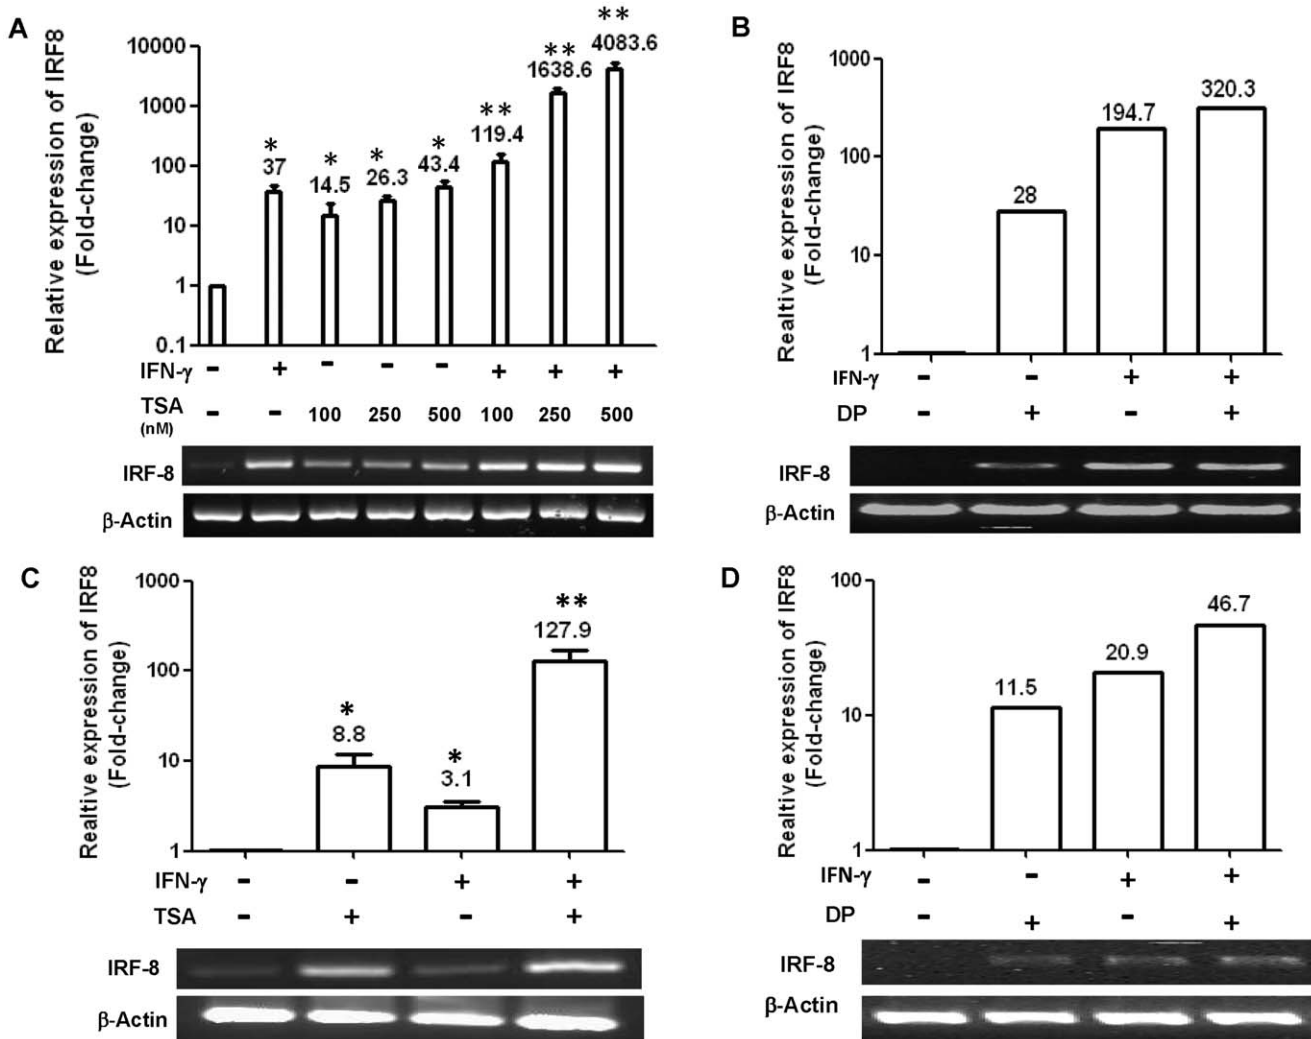 A
Relative expression of IRF8
(Fold-change)
10000
1000
100
10
1
0.1
*
37
*
14.5
*
26.3
*
43.4
**
119.4
**
1638.6
**
4083.6
IFN-γ - + - - - + + +
TSA - - 100 250 500 100 250 500
(nM)
IRF-8
β-Actin
B
Realtive expression of IRF8
(Fold-change)
1000
100
10
1
28
194.7
320.3
IFN-γ - - + +
DP - + - +
IRF-8
β-Actin
C
Realtive expression of IRF8
(Fold-change)
1000
100
10
1
*
8.8
*
3.1
**
127.9
IFN-γ - - + +
TSA - + - +
IRF-8
β-Actin
D
Realtive expression of IRF8
(Fold-change)
100
10
1
11.5
20.9
46.7
IFN-γ - - + +
DP - + - +
IRF-8
β-Actin